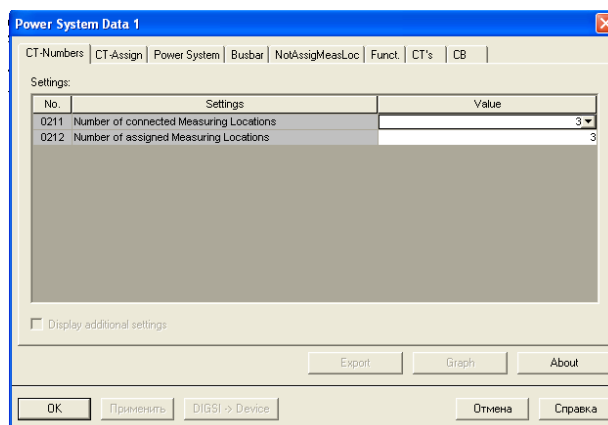 Power System Data 1
CT-Numbers CT-Assign Power System Busbar NotAssigMeasLoc Funct. CT's CB
Settings:
No. Settings Value
0211 Number of connected Measuring Locations 3
0212 Number of assigned Measuring Locations 3
Display additional settings
Export Graph About
OK Применить DIGSI -> Device Отмена Справка